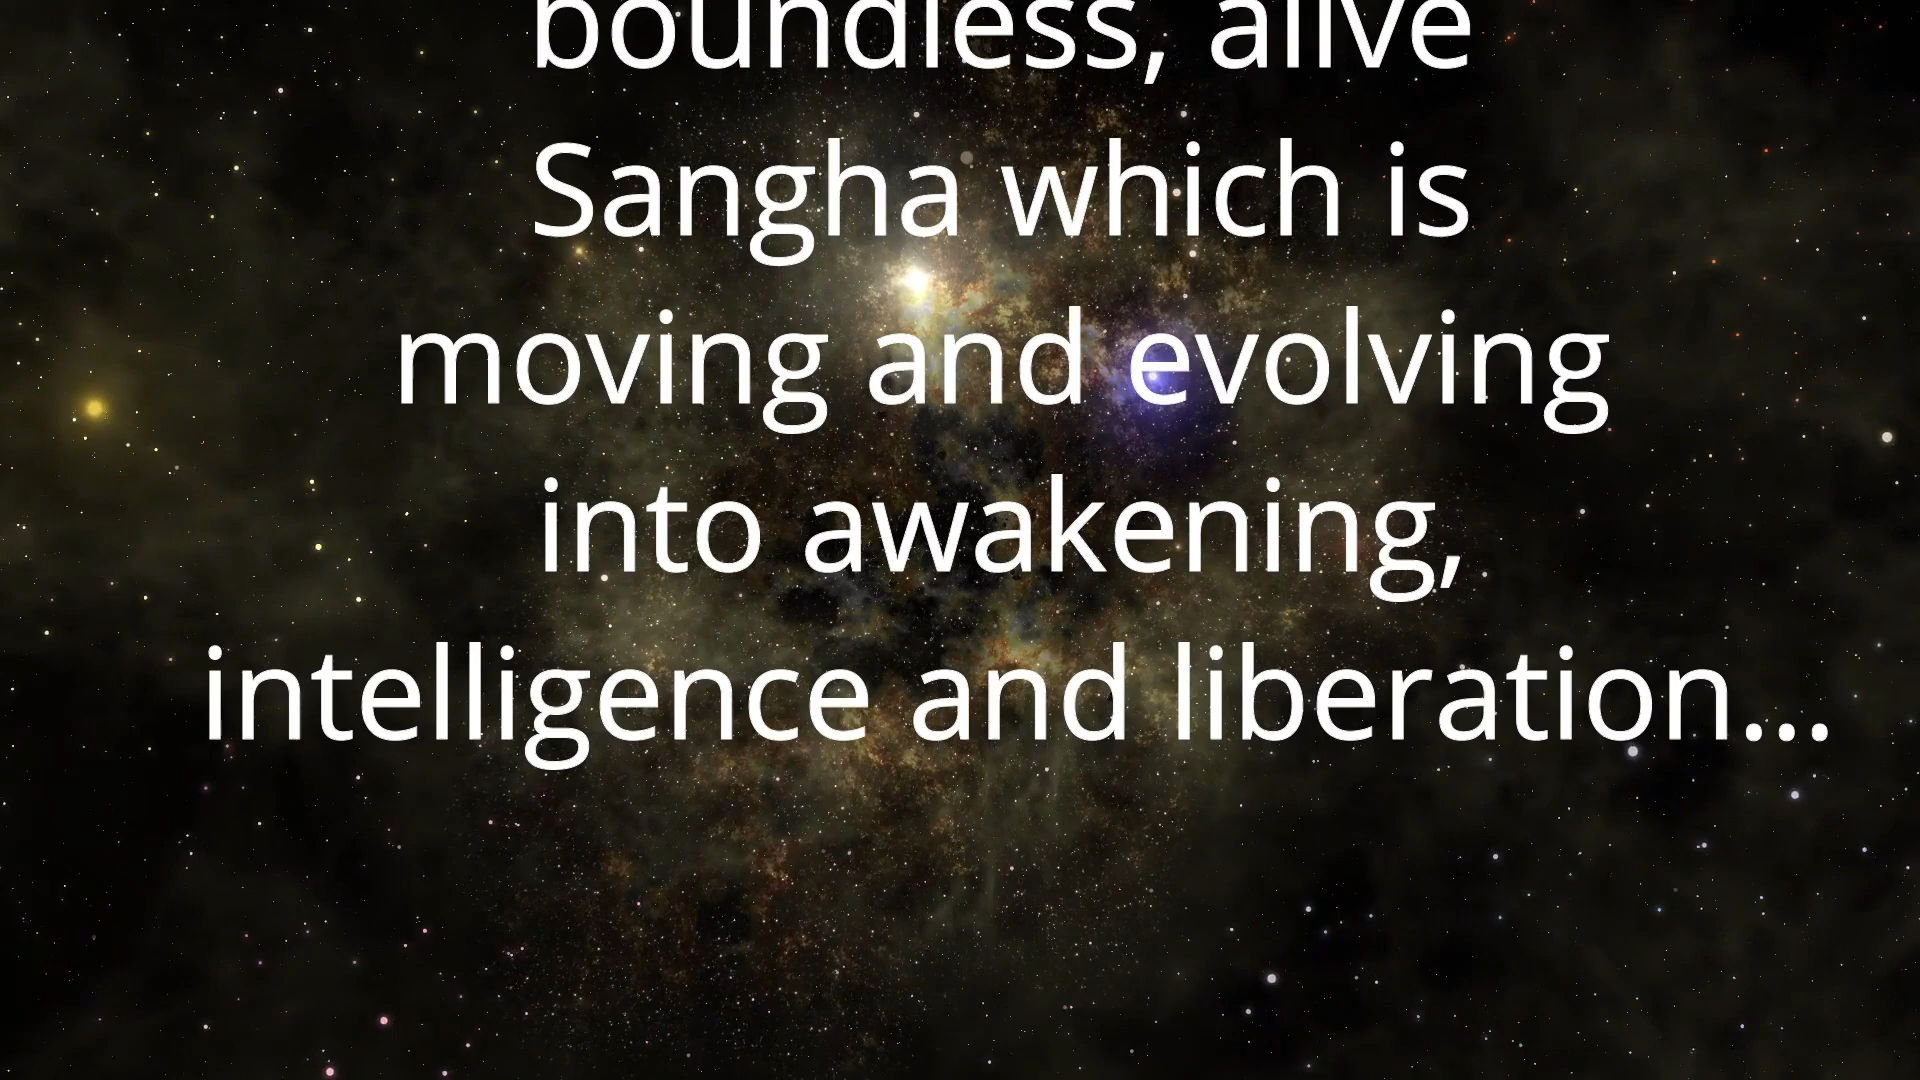 boundless, alive
Sangha which is
moving and evolving
into awakening,
intelligence and liberation...